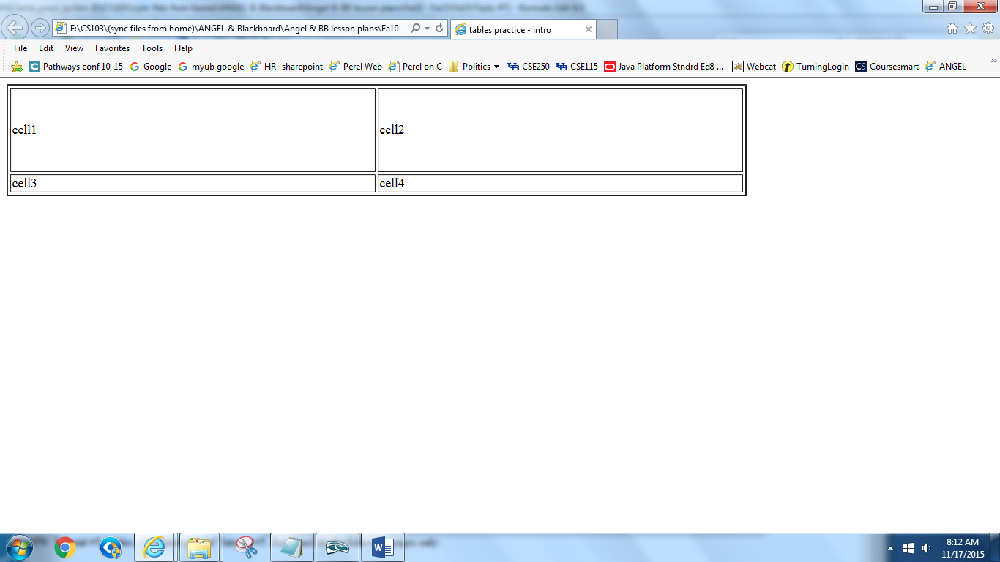 F:\CS103\(sync files from home)\ANGEL & Blackboard\Angel & BB lesson plans\Fa10 - tables practice - intro
File Edit View Favorites Tools Help
Pathways conf 10-15 Google myub google HR- sharepoint Perel Web Perel on C Politics CSE250 CSE115 Java Platform Stndrd Ed8 ... Webcat TurningLogin Coursesmart ANGEL
cell1 cell2
cell3 cell4
8:12 AM
11/17/2015